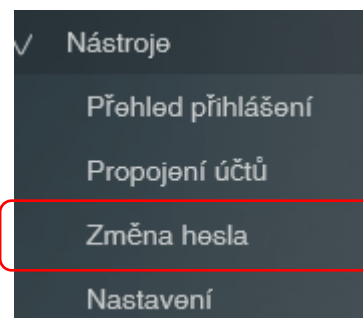 Nástroje
Přehled přihlášení
Propojení účtů
Změna hesla
Nastavení